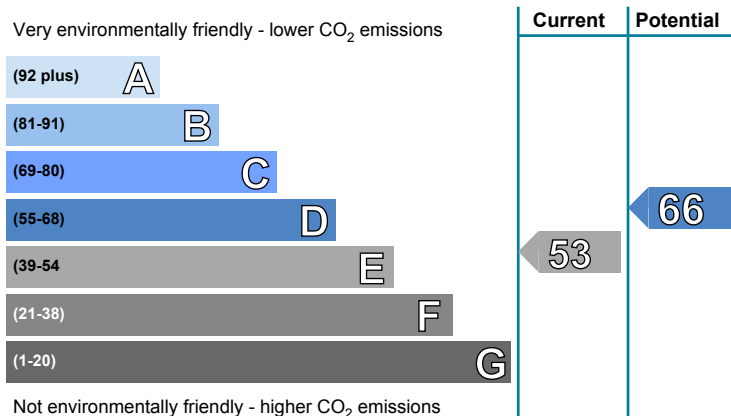 Very environmentally friendly - lower CO2 emissions
Current
Potential
(92 plus) A
(81-91) B
(69-80) C
(55-68) D
66
(39-54 E
53
(21-38) F
(1-20) G
Not environmentally friendly - higher CO2 emissions